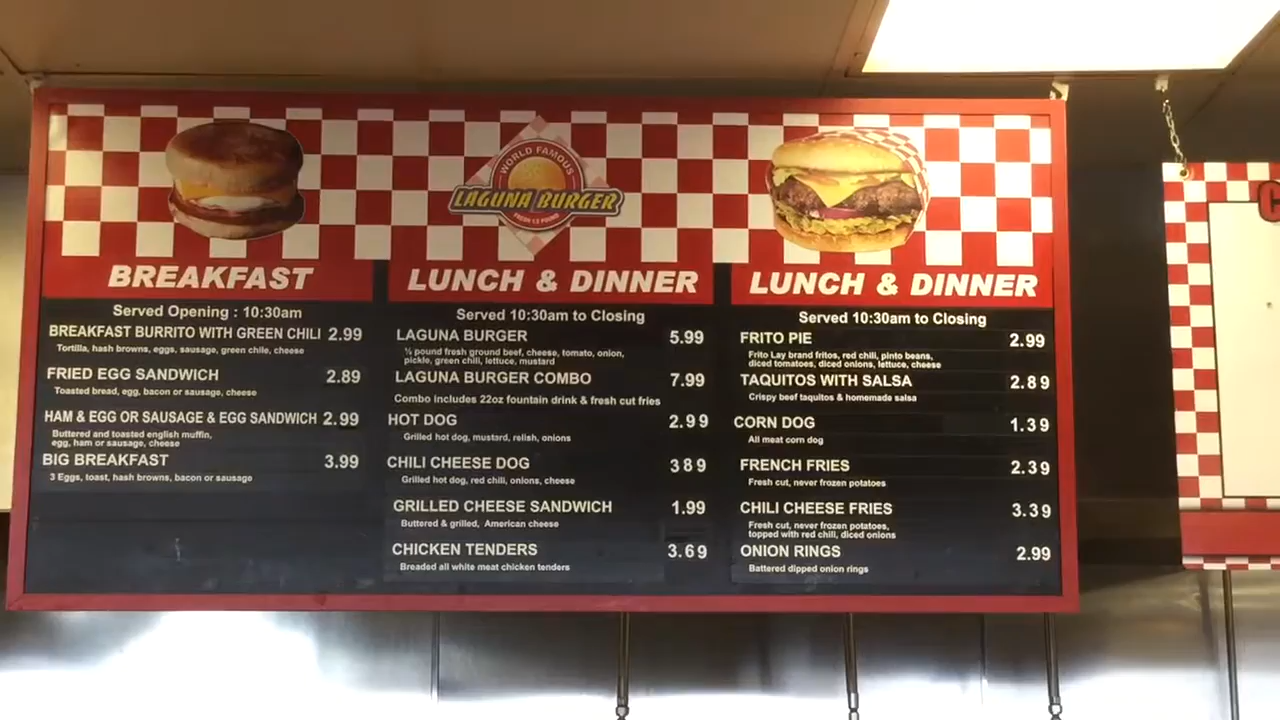 BREAKFAST
Served Opening : 10:30am
BREAKFAST BURRITO WITH GREEN CHILI 2.99
Tortilla, hash browns, eggs, sausage, green chile, cheese
FRIED EGG SANDWICH 2.89
Toasted bread, egg, bacon or sausage, cheese
HAM & EGG OR SAUSAGE & EGG SANDWICH 2.99
Buttered and toasted english muffin,
egg, ham or sausage, cheese
BIG BREAKFAST 3.99
3 Eggs, toast, hash browns, bacon or sausage
WORLD FAMOUS
LAGUNA BURGER
FRESH 1/2 POUND
LUNCH & DINNER
Served 10:30am to Closing
LAGUNA BURGER 5.99
½ pound fresh ground beef, cheese, tomato, onion,
pickle, green chili, lettuce, mustard
LAGUNA BURGER COMBO 7.99
Combo includes 22oz fountain drink & fresh cut fries
HOT DOG 2.99
Grilled hot dog, mustard, relish, onions
CHILI CHEESE DOG 389
Grilled hot dog, red chili, onions, cheese
GRILLED CHEESE SANDWICH 1.99
Buttered & grilled, American cheese
CHICKEN TENDERS 3.69
Breaded all white meat chicken tenders
LUNCH & DINNER
Served 10:30am to Closing
FRITO PIE 2.99
Frito Lay brand fritos, red chili, pinto beans,
diced tomatoes, diced onions, lettuce, cheese
TAQUITOS WITH SALSA 2.89
Crispy beef taquitos & homemade salsa
CORN DOG 1.39
All meat corn dog
FRENCH FRIES 2.39
Fresh cut, never frozen potatoes
CHILI CHEESE FRIES 3.39
Fresh cut, never frozen potatoes,
topped with red chili, diced onions
ONION RINGS 2.99
Battered dipped onion rings